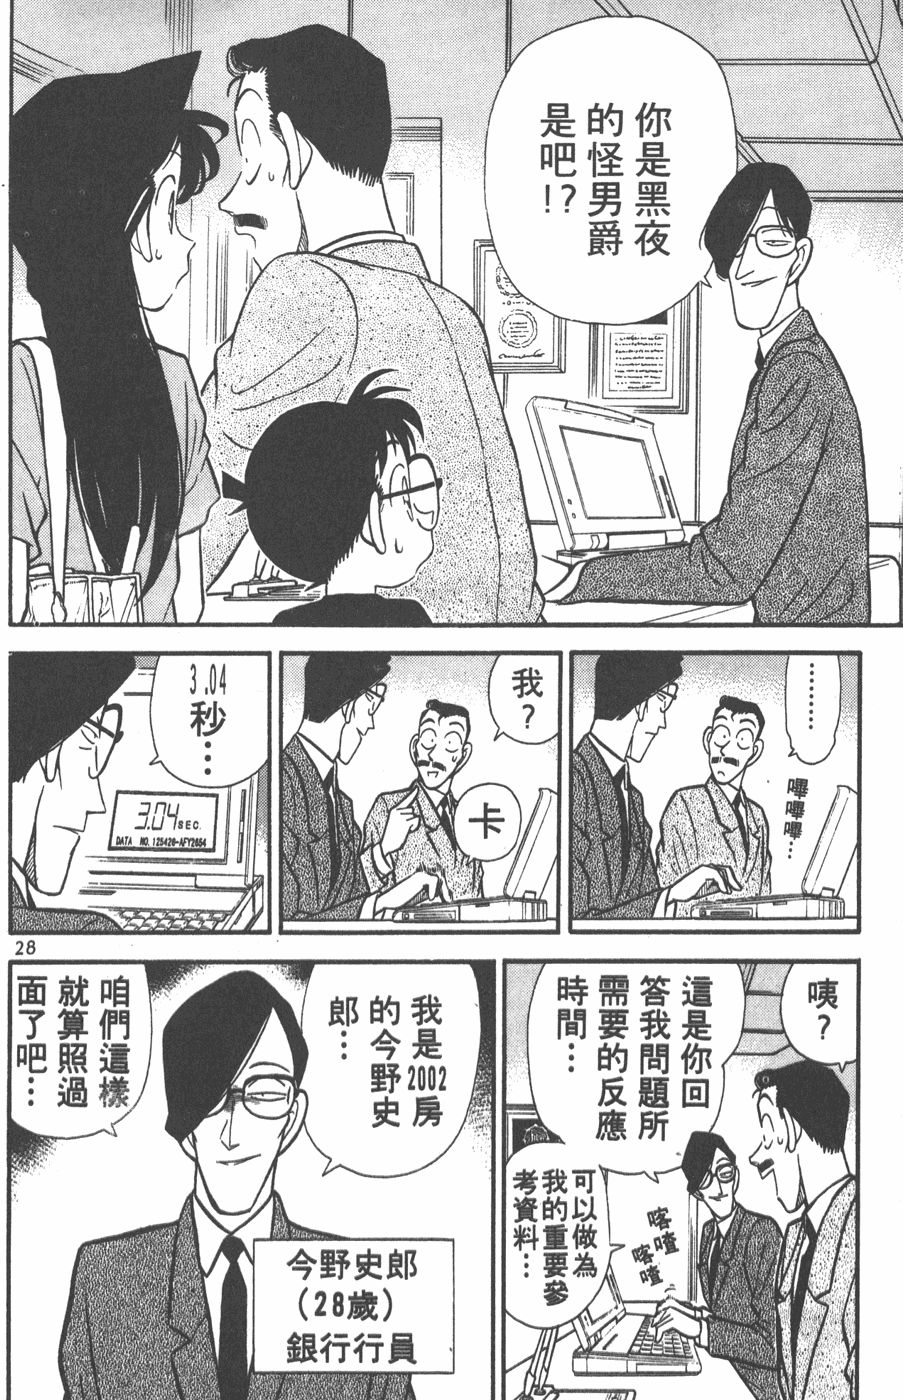 你是黑夜
的怪男爵
是吧!?
………
嗶嗶嗶…
我?
卡
3.04
秒…
3.04 SEC.
DATA NO.125426-AFY2654
28
咦?
這是你回
答我問題所
需要的反應
時間…
可以做為
我的重要參
考資料…
喀喳
喀喳
我是2002房
的今野史
郎…
咱們這樣
就算照過
面了吧…
今野史郎
(28歲)
銀行行員